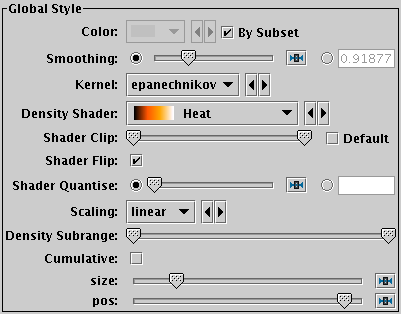 Global Style
Color: By Subset
Smoothing: 0.91877
Kernel: epanechnikov
Density Shader: Heat
Shader Clip: Default
Shader Flip:
Shader Quantise:
Scaling: linear
Density Subrange:
Cumulative:
size:
pos: